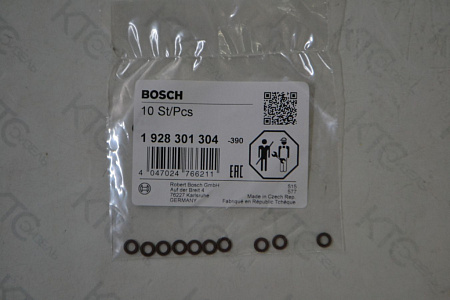 BOSCH
10 St/Pcs
1 928 301 304 -390
4 047024 766211
EAC
Robert Bosch GmbH
Auf der Breit 4
76227 Karlsruhe
GERMANY
Made in Czech Rep.
Fabriqué en République Tchèque
KTC